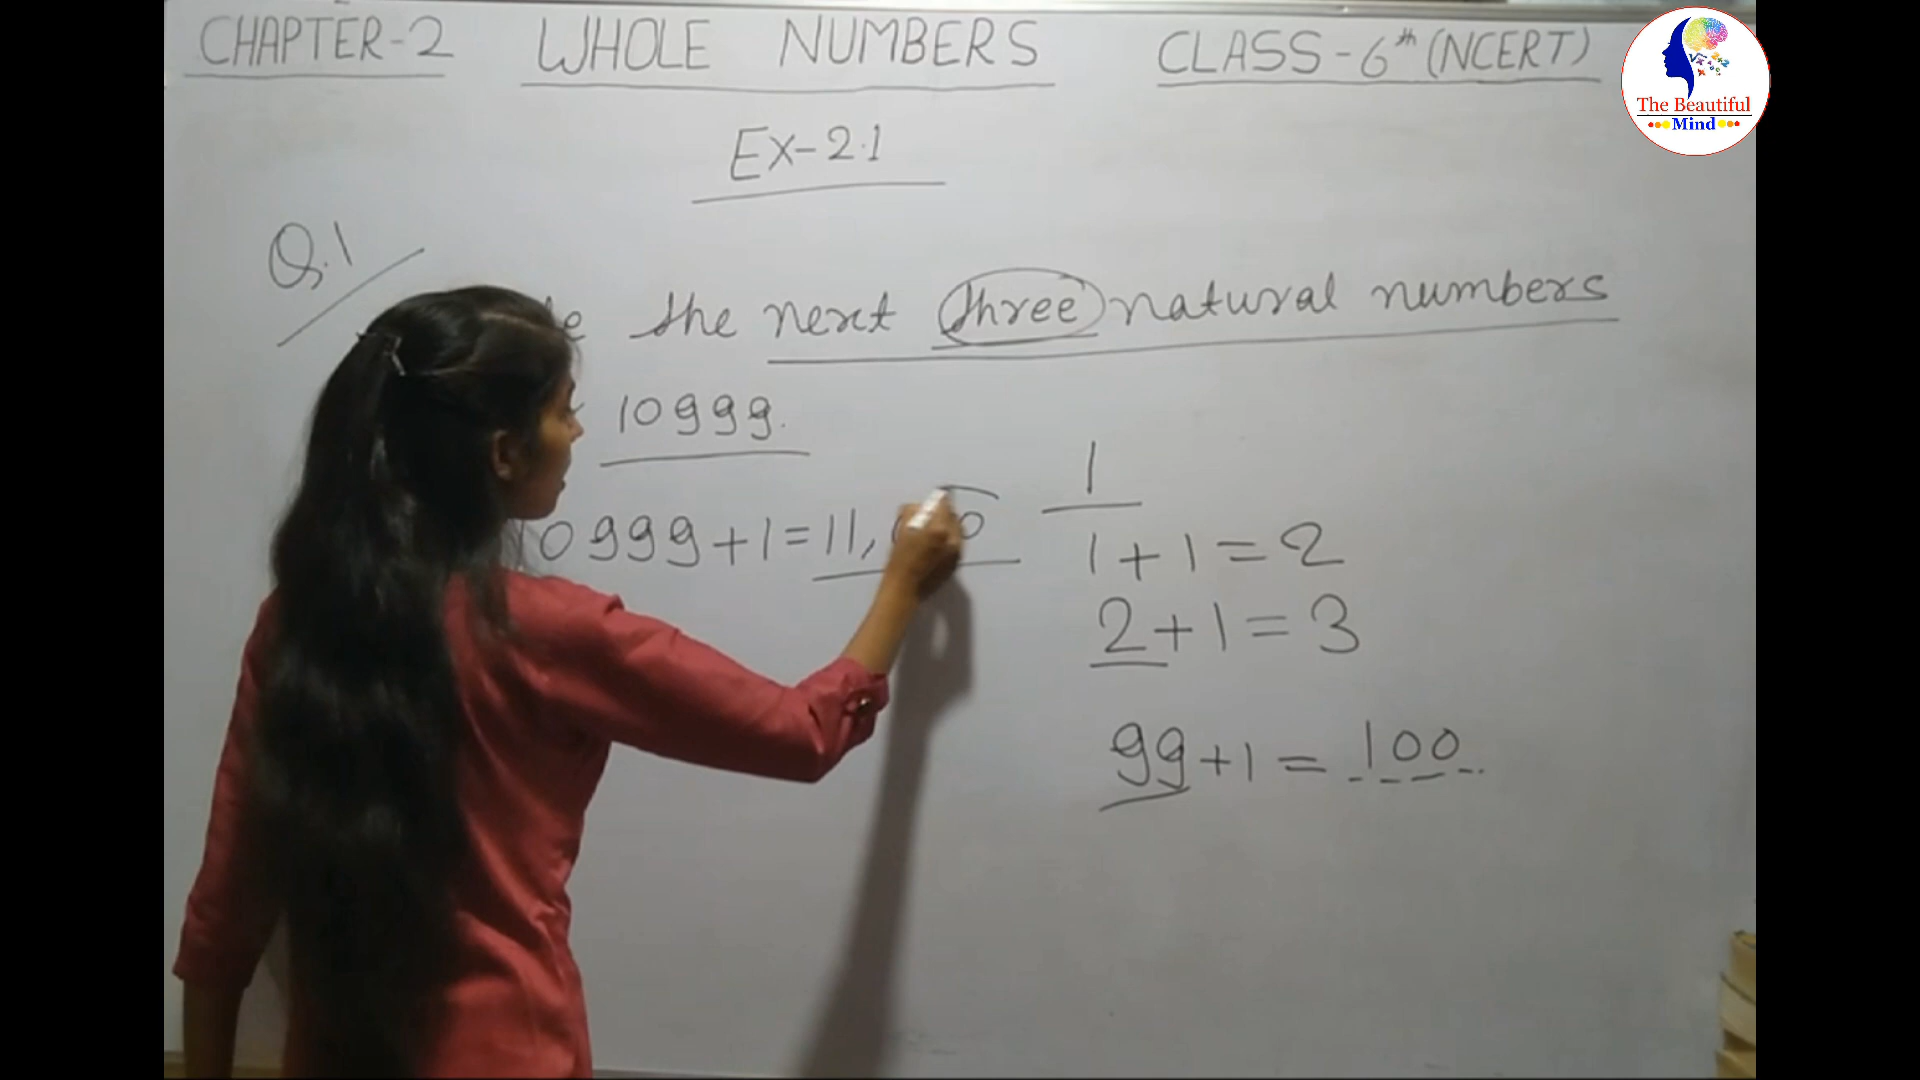 CHAPTER-2 WHOLE NUMBERS CLASS-6th (NCERT)
The Beautiful
Mind
Ex-2.1
Q.1
the next three natural numbers
10999.
1
0999+1=11,
1+1=2
2+1=3
99+1=100